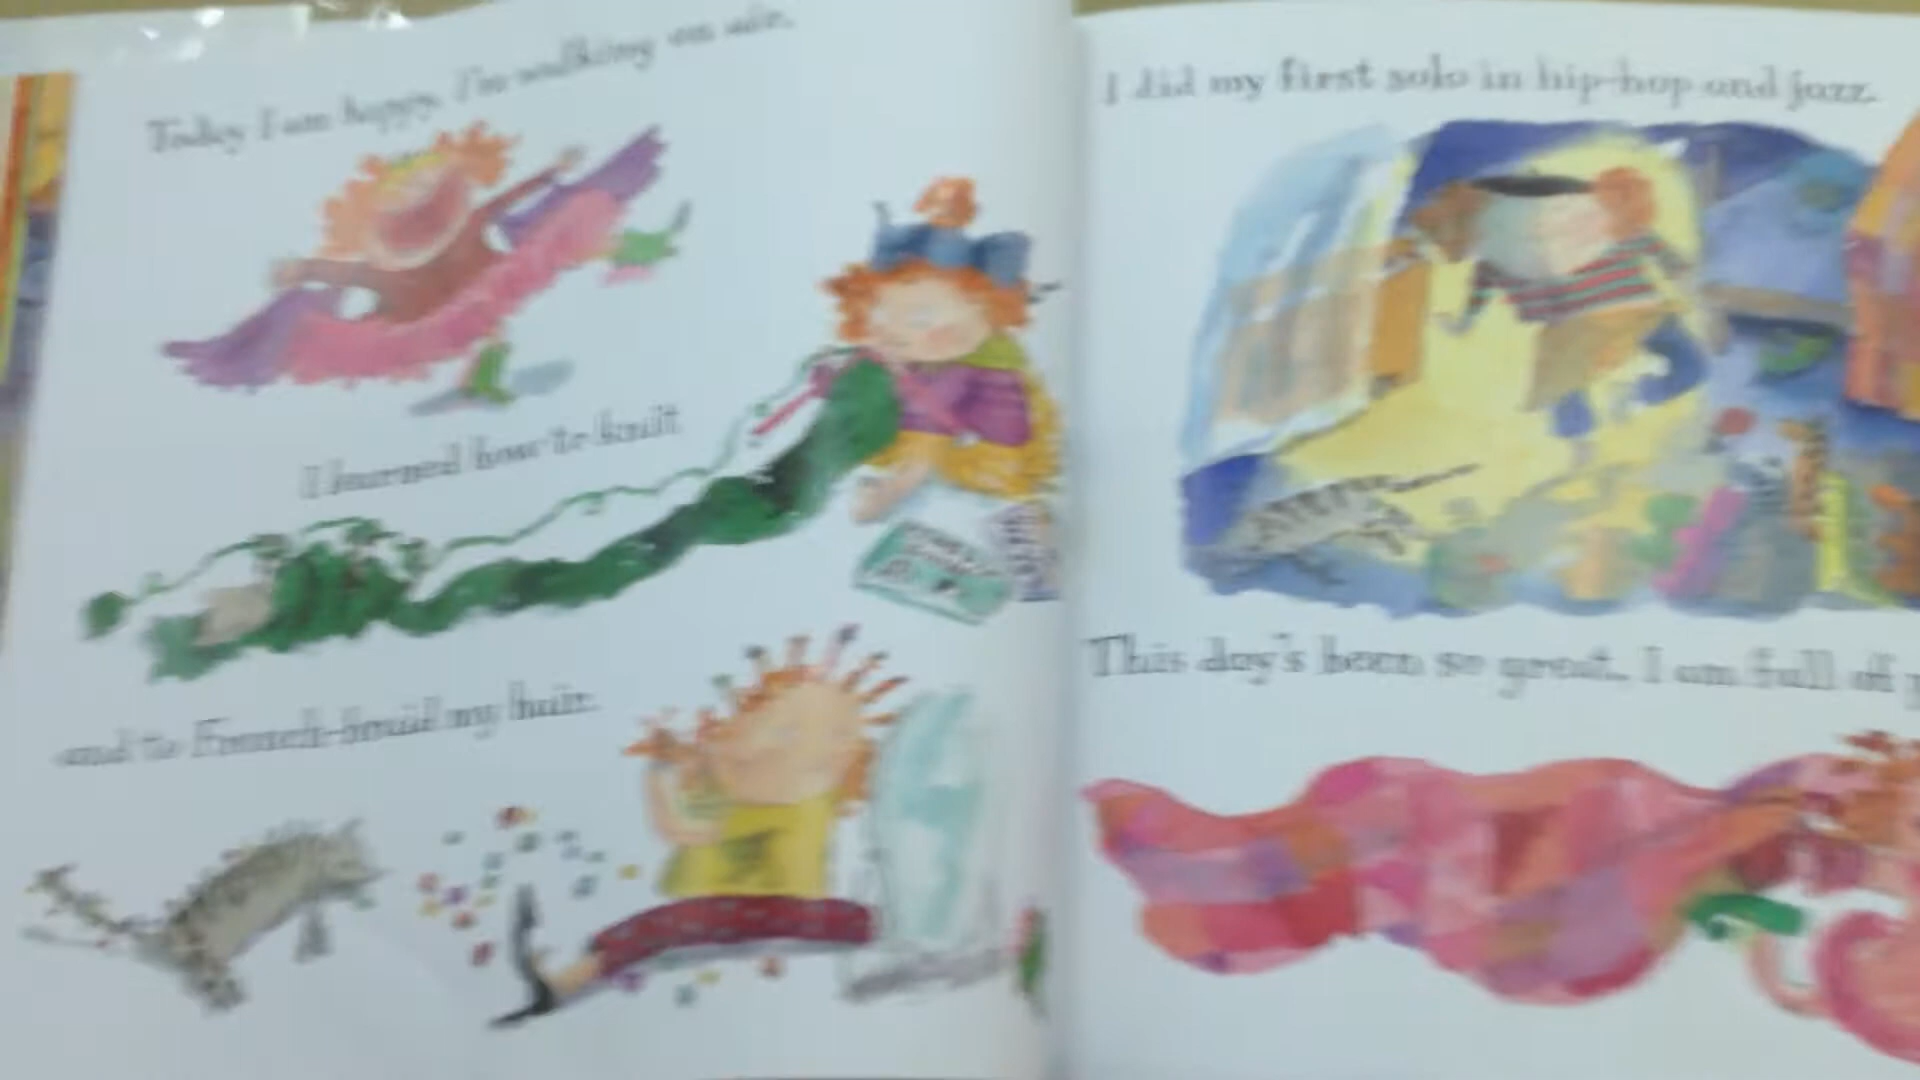 Today I am happy. I'm walking on air.
I learned how to knit
and to French-braid my hair.
I did my first solo in hip-hop and jazz.
This day's been so great, I am full of